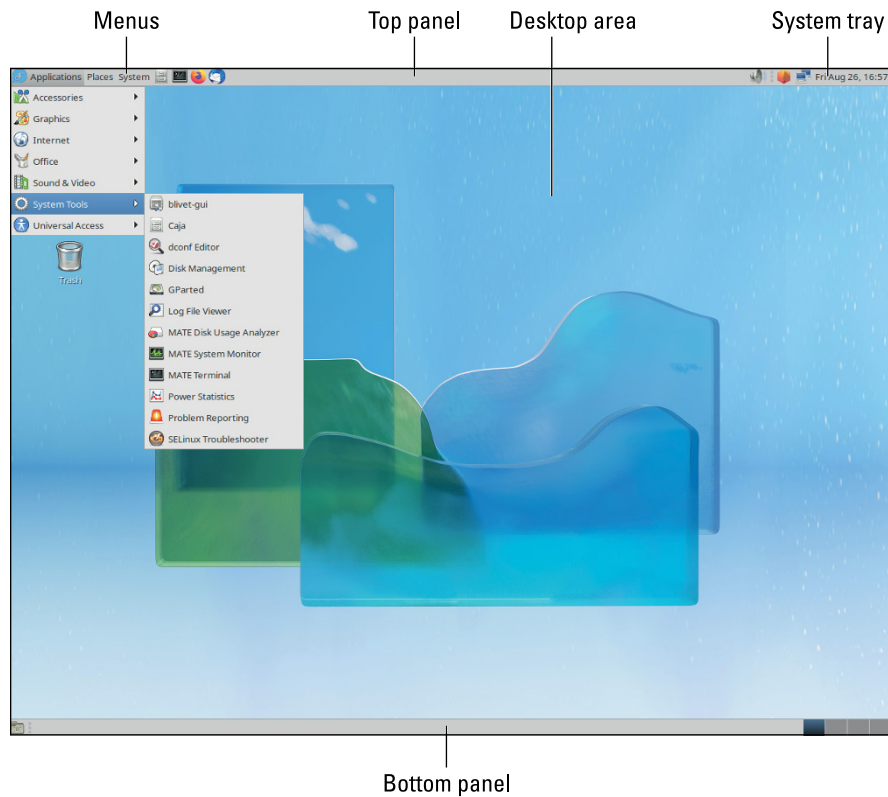 Menus Top panel Desktop area System tray
Applications Places System Fri Aug 26, 16:57
Accessories
Graphics
Internet
Office
Sound & Video
System Tools
Universal Access
blivet-gui
Caja
dconf Editor
Disk Management
GParted
Log File Viewer
MATE Disk Usage Analyzer
MATE System Monitor
MATE Terminal
Power Statistics
Problem Reporting
SELinux Troubleshooter
Trash
Bottom panel